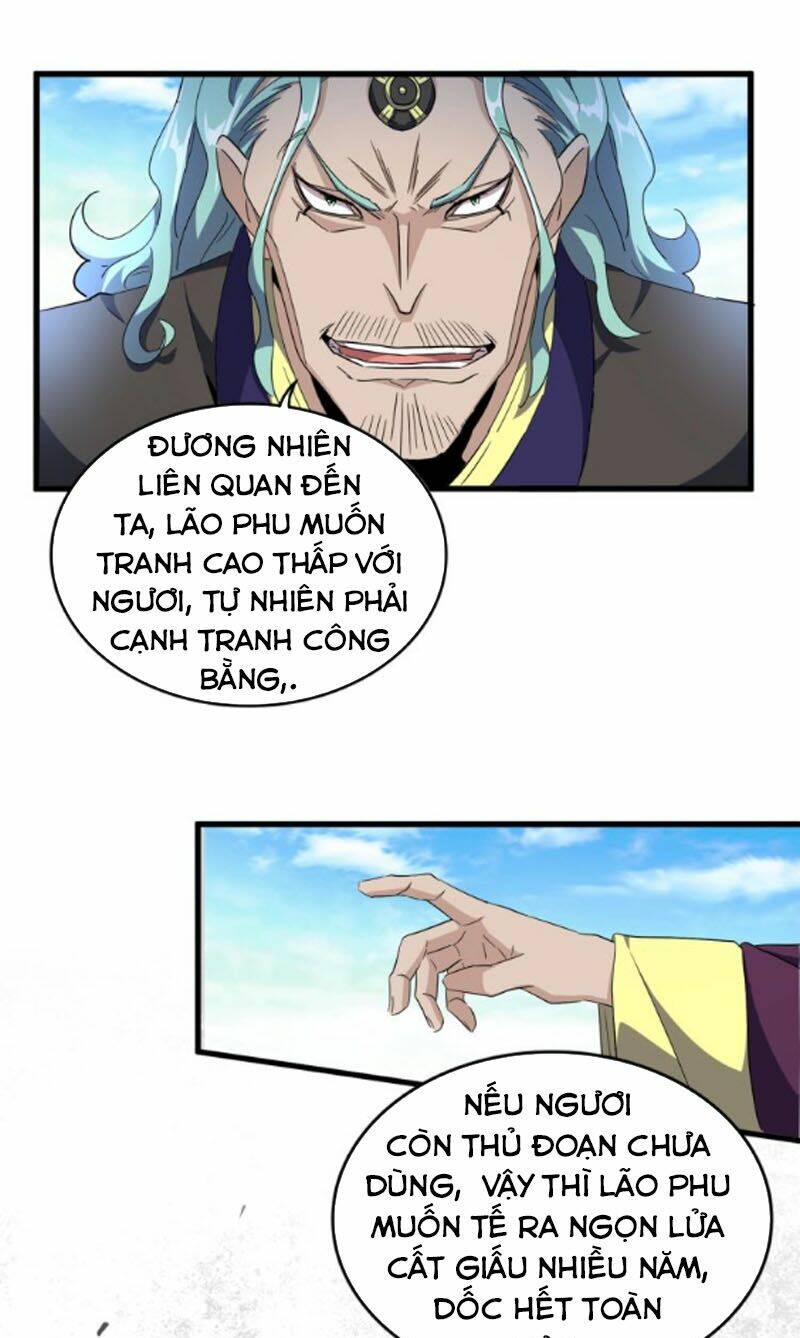 ĐƯƠNG NHIÊN
LIÊN QUAN ĐẾN
TA, LÃO PHU MUỐN
TRANH CAO THẤP VỚI
NGƯƠI, TỰ NHIÊN PHẢI
CẠNH TRANH CÔNG
BẰNG,.
NẾU NGƯƠI
CÒN THỦ ĐOẠN CHƯA
DÙNG, VẬY THÌ LÃO PHU
MUỐN TẾ RA NGỌN LỬA
CẤT GIẤU NHIỀU NĂM,
DỐC HẾT TOÀN